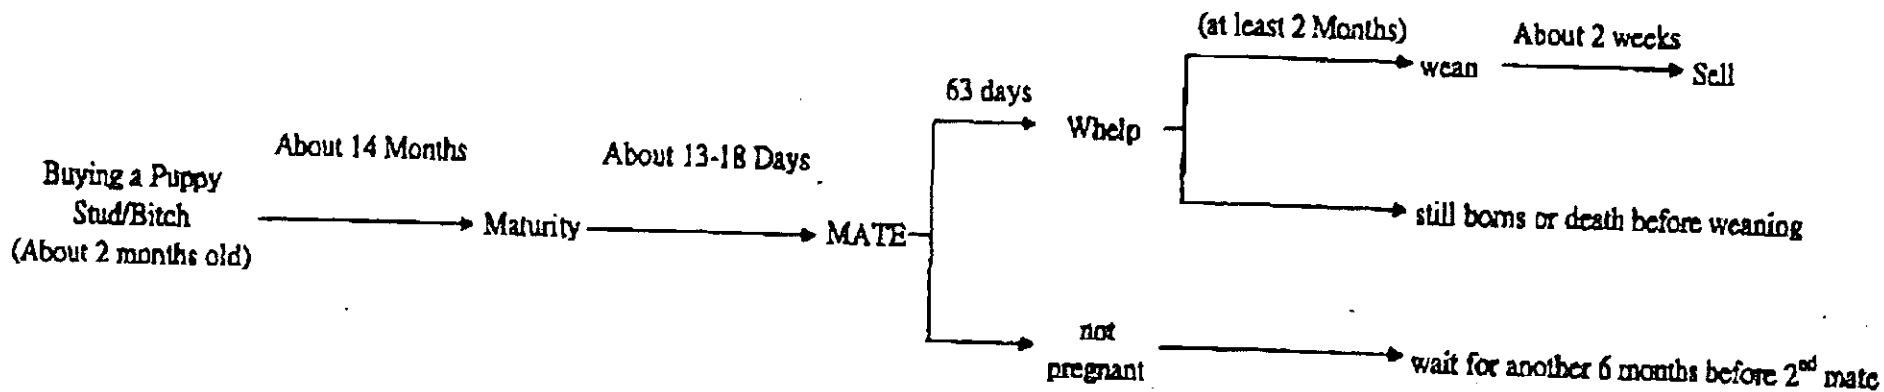 (at least 2 Months)
About 2 weeks
wean
Sell
63 days
Whelp
About 14 Months
About 13-18 Days
Buying a Puppy
Stud/Bitch
(About 2 months old)
Maturity
MATE
still borns or death before weaning
not
pregnant
wait for another 6 months before 2nd mate